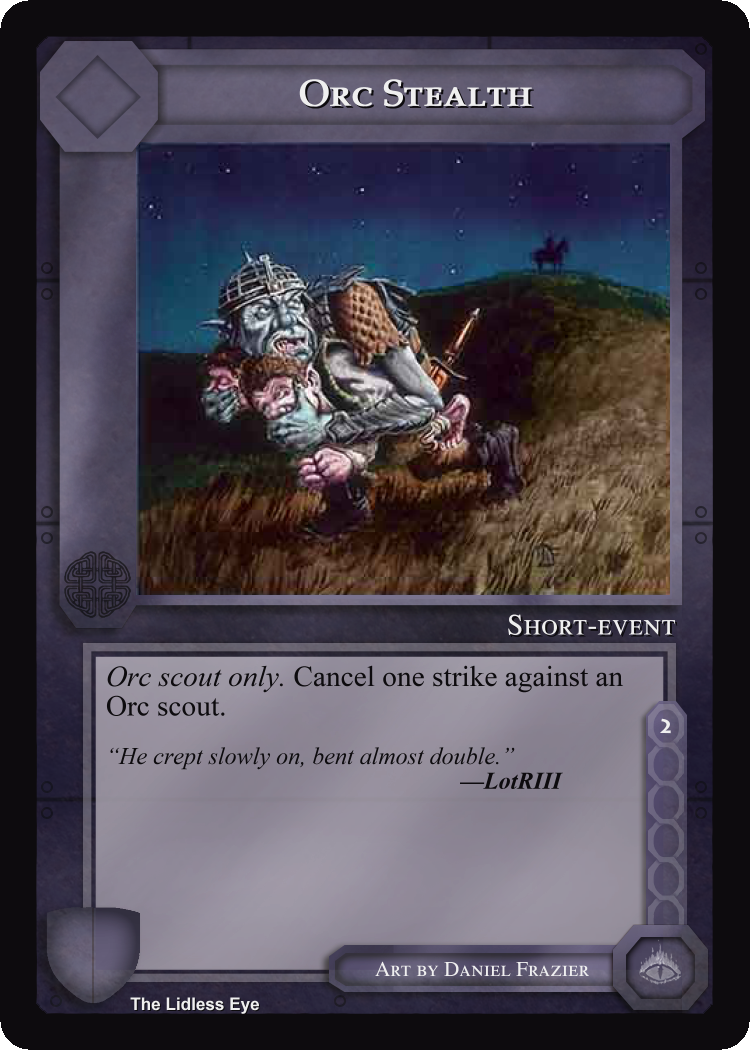 Orc Stealth
Short-event
Orc scout only. Cancel one strike against an
Orc scout.
2
“He crept slowly on, bent almost double.”
—LotRIII
Art by Daniel Frazier
The Lidless Eye